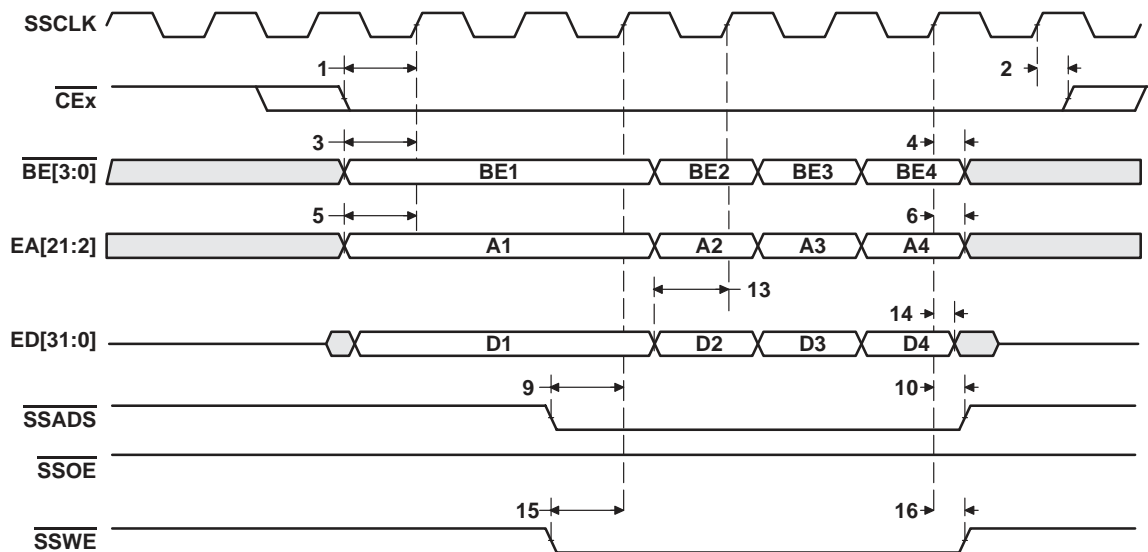 SSCLK
1 2
CEx
3 4
BE[3:0] BE1 BE2 BE3 BE4
5 6
EA[21:2] A1 A2 A3 A4
13
14
ED[31:0] D1 D2 D3 D4
9 10
SSADS
SSOE
15 16
SSWE